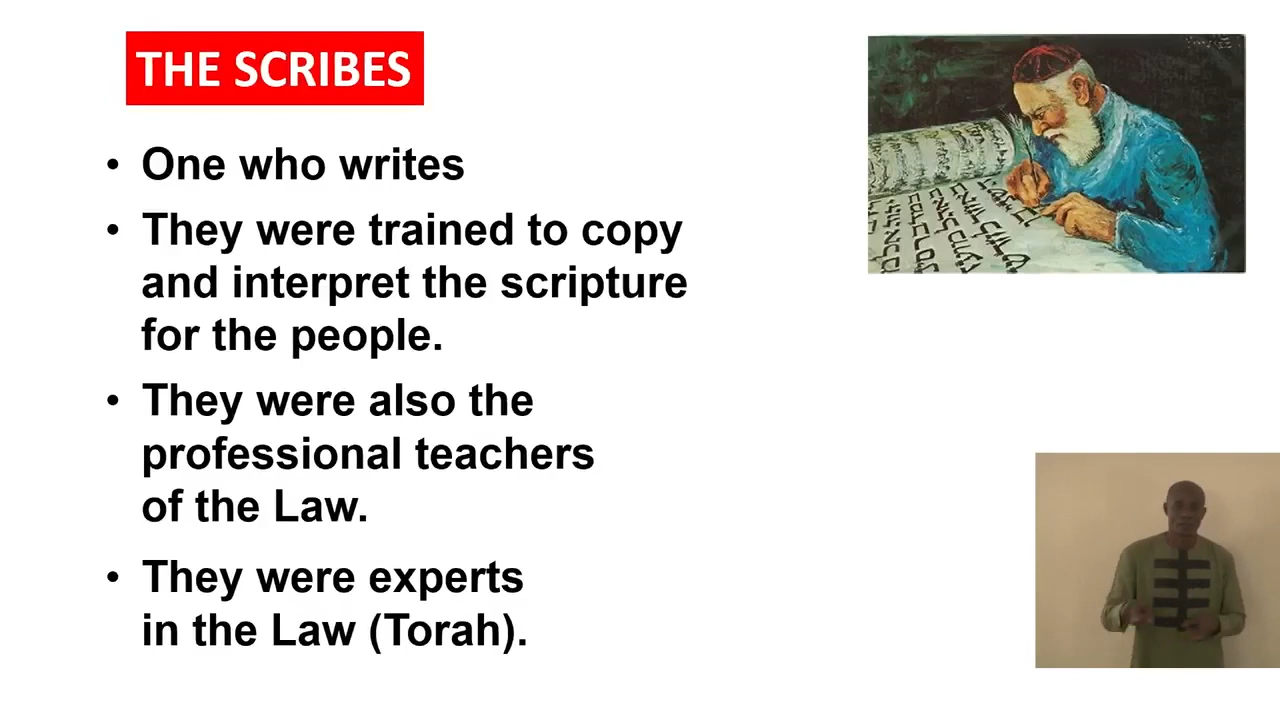 THE SCRIBES
• One who writes
• They were trained to copy
and interpret the scripture
for the people.
• They were also the
professional teachers
of the Law.
• They were experts
in the Law (Torah).